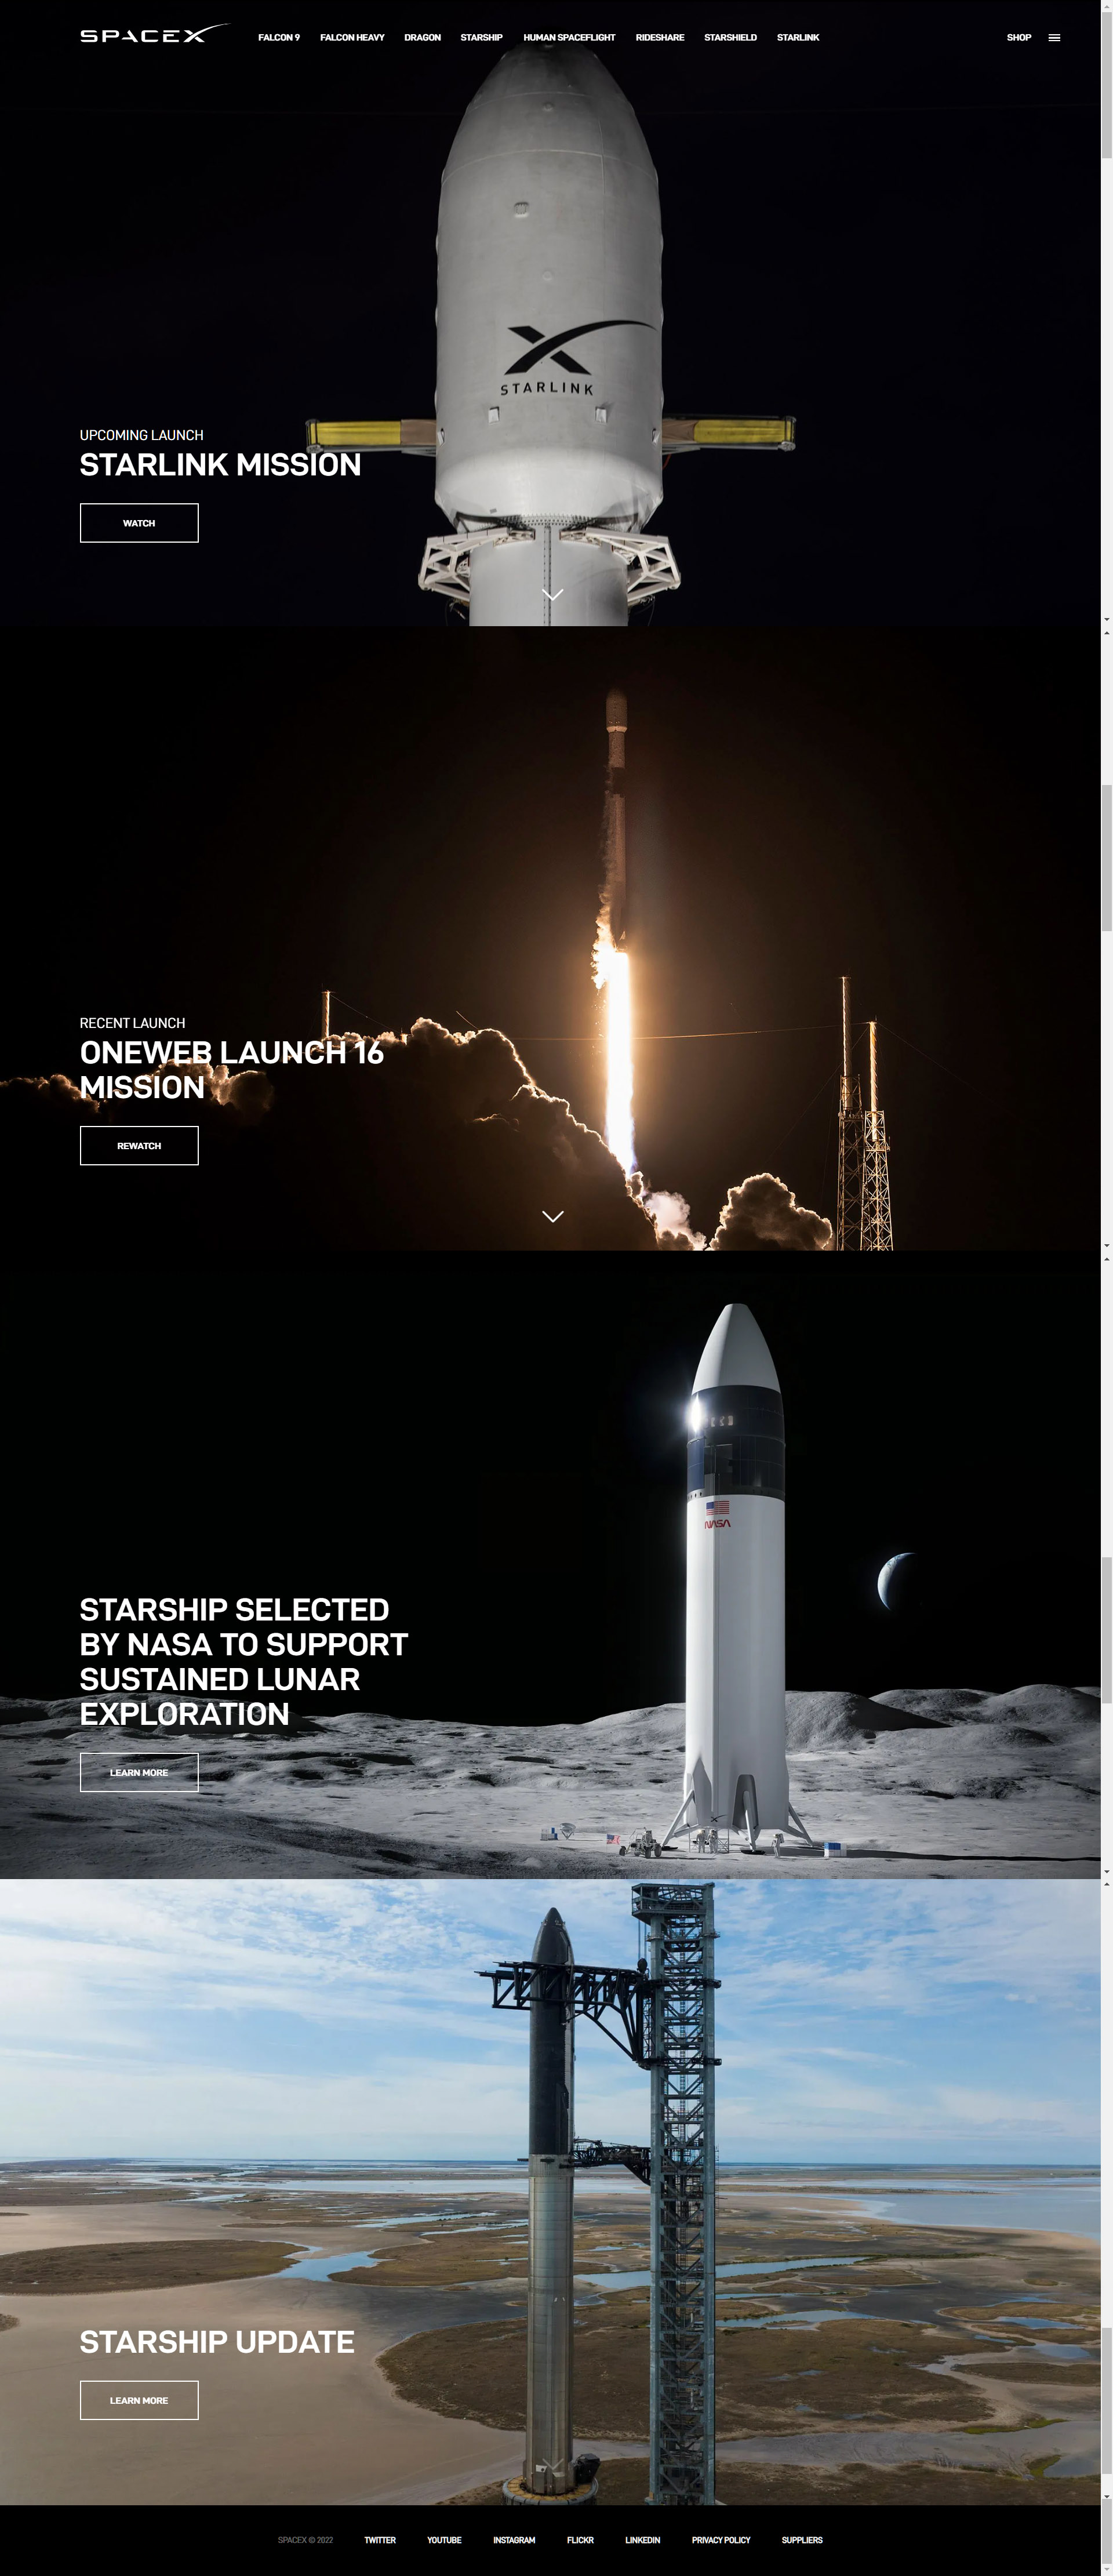 SPACEX FALCON 9 FALCON HEAVY DRAGON STARSHIP HUMAN SPACEFLIGHT RIDESHARE STARSHIELD STARLINK SHOP
STARLINK
UPCOMING LAUNCH
STARLINK MISSION
WATCH
RECENT LAUNCH
ONEWEB LAUNCH 16
MISSION
REWATCH
NASA
STARSHIP SELECTED
BY NASA TO SUPPORT
SUSTAINED LUNAR
EXPLORATION
LEARN MORE
STARSHIP UPDATE
LEARN MORE
SPACEX © 2022 TWITTER YOUTUBE INSTAGRAM FLICKR LINKEDIN PRIVACY POLICY SUPPLIERS